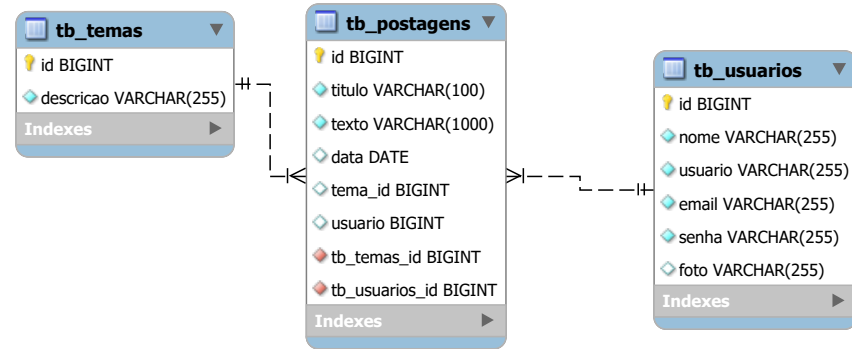 tb_temas
id BIGINT
descricao VARCHAR(255)
Indexes
tb_postagens
id BIGINT
titulo VARCHAR(100)
texto VARCHAR(1000)
data DATE
tema_id BIGINT
usuario BIGINT
tb_temas_id BIGINT
tb_usuarios_id BIGINT
Indexes
tb_usuarios
id BIGINT
nome VARCHAR(255)
usuario VARCHAR(255)
email VARCHAR(255)
senha VARCHAR(255)
foto VARCHAR(255)
Indexes